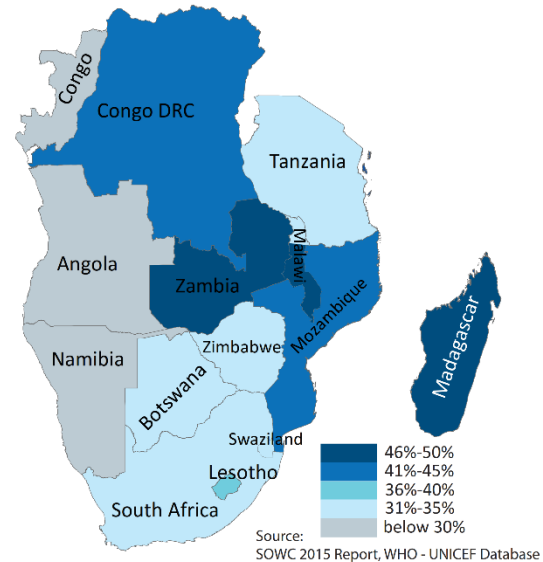 Congo
Congo DRC
Tanzania
Angola
Zambia
Malawi
Mozambique
Madagascar
Namibia
Zimbabwe
Botswana
Swaziland
Lesotho
South Africa
46%-50%
41%-45%
36%-40%
31%-35%
below 30%
Source:
SOWC 2015 Report, WHO - UNICEF Database